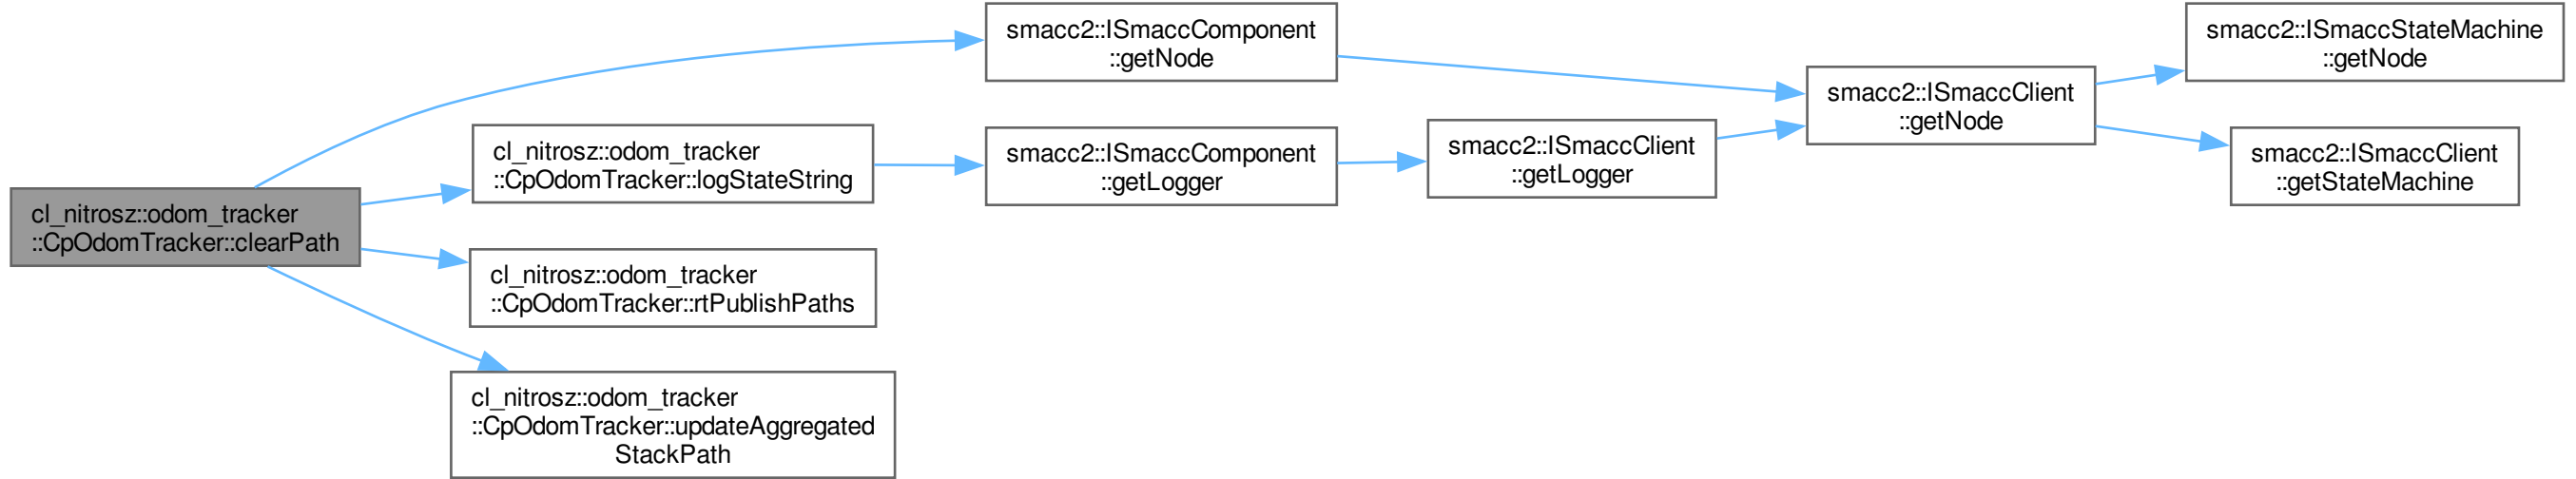 cl_nitrosz::odom_tracker
::CpOdomTracker::clearPath
smacc2::ISmaccComponent
::getNode
cl_nitrosz::odom_tracker
::CpOdomTracker::logStateString
smacc2::ISmaccComponent
::getLogger
smacc2::ISmaccClient
::getLogger
smacc2::ISmaccClient
::getNode
smacc2::ISmaccStateMachine
::getNode
smacc2::ISmaccClient
::getStateMachine
cl_nitrosz::odom_tracker
::CpOdomTracker::rtPublishPaths
cl_nitrosz::odom_tracker
::CpOdomTracker::updateAggregated
StackPath